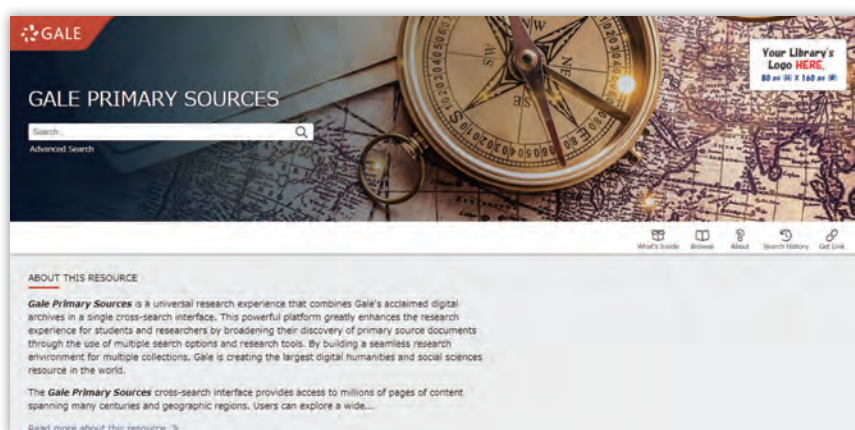 GALE
Your Library's
Logo HERE.
80 px (H) X 160 px (W)
GALE PRIMARY SOURCES
Search...
Advanced Search
N/W
NE
SW
SE
What's Inside
Browse
About
Search History
Get Link
ABOUT THIS RESOURCE
Gale Primary Sources is a universal research experience that combines Gale's acclaimed digital
archives in a single cross-search interface. This powerful platform greatly enhances the research
experience for students and researchers by broadening their discovery of primary source documents
through the use of multiple search options and research tools. By building a seamless research
environment for multiple collections, Gale is creating the largest digital humanities and social sciences
resource in the world.
The Gale Primary Sources cross-search interface provides access to millions of pages of content
spanning many centuries and geographic regions. Users can explore a wide...
Read more about this resource